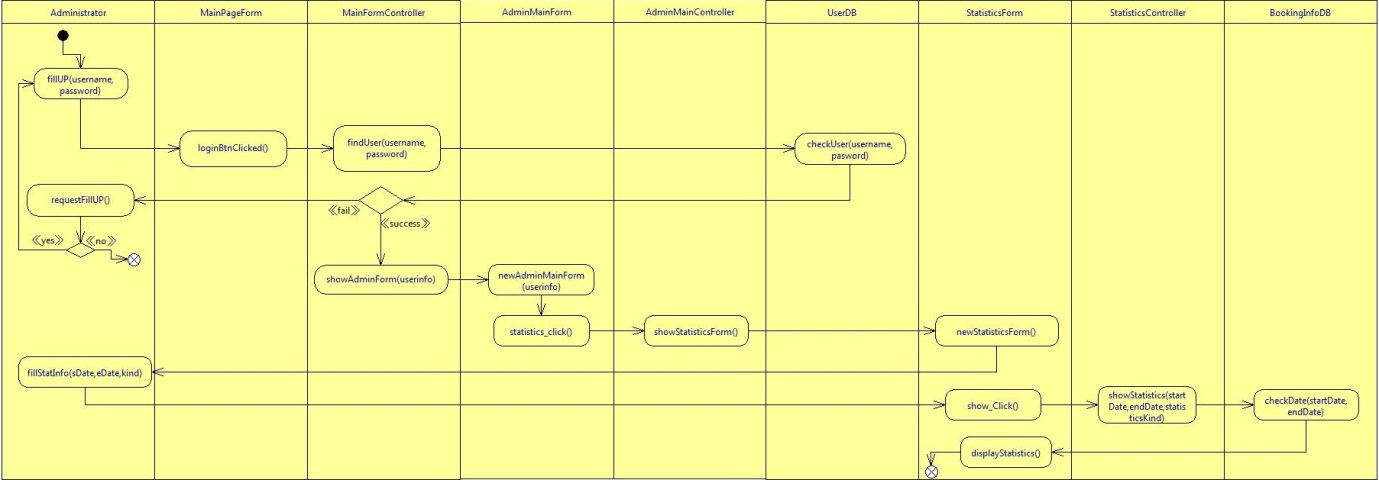 Administrator
MainPageForm
MainFormController
AdminMainForm
AdminMainController
UserDB
StatisticsForm
StatisticsController
BookingInfoDB
fillUP(username,
password)
loginBtnClicked()
findUser(username,
password)
checkUser(username,
pasword)
requestFillUP()
≪fail≫
≪success≫
≪yes≫
≪no≫
showAdminForm(userinfo)
newAdminMainForm
(userinfo)
statistics_click()
showStatisticsForm()
newStatisticsForm()
fillStatInfo(sDate,eDate,kind)
show_Click()
showStatistics(start
Date,endDate,statis
ticsKind)
checkDate(startDate,
endDate)
displayStatistics()